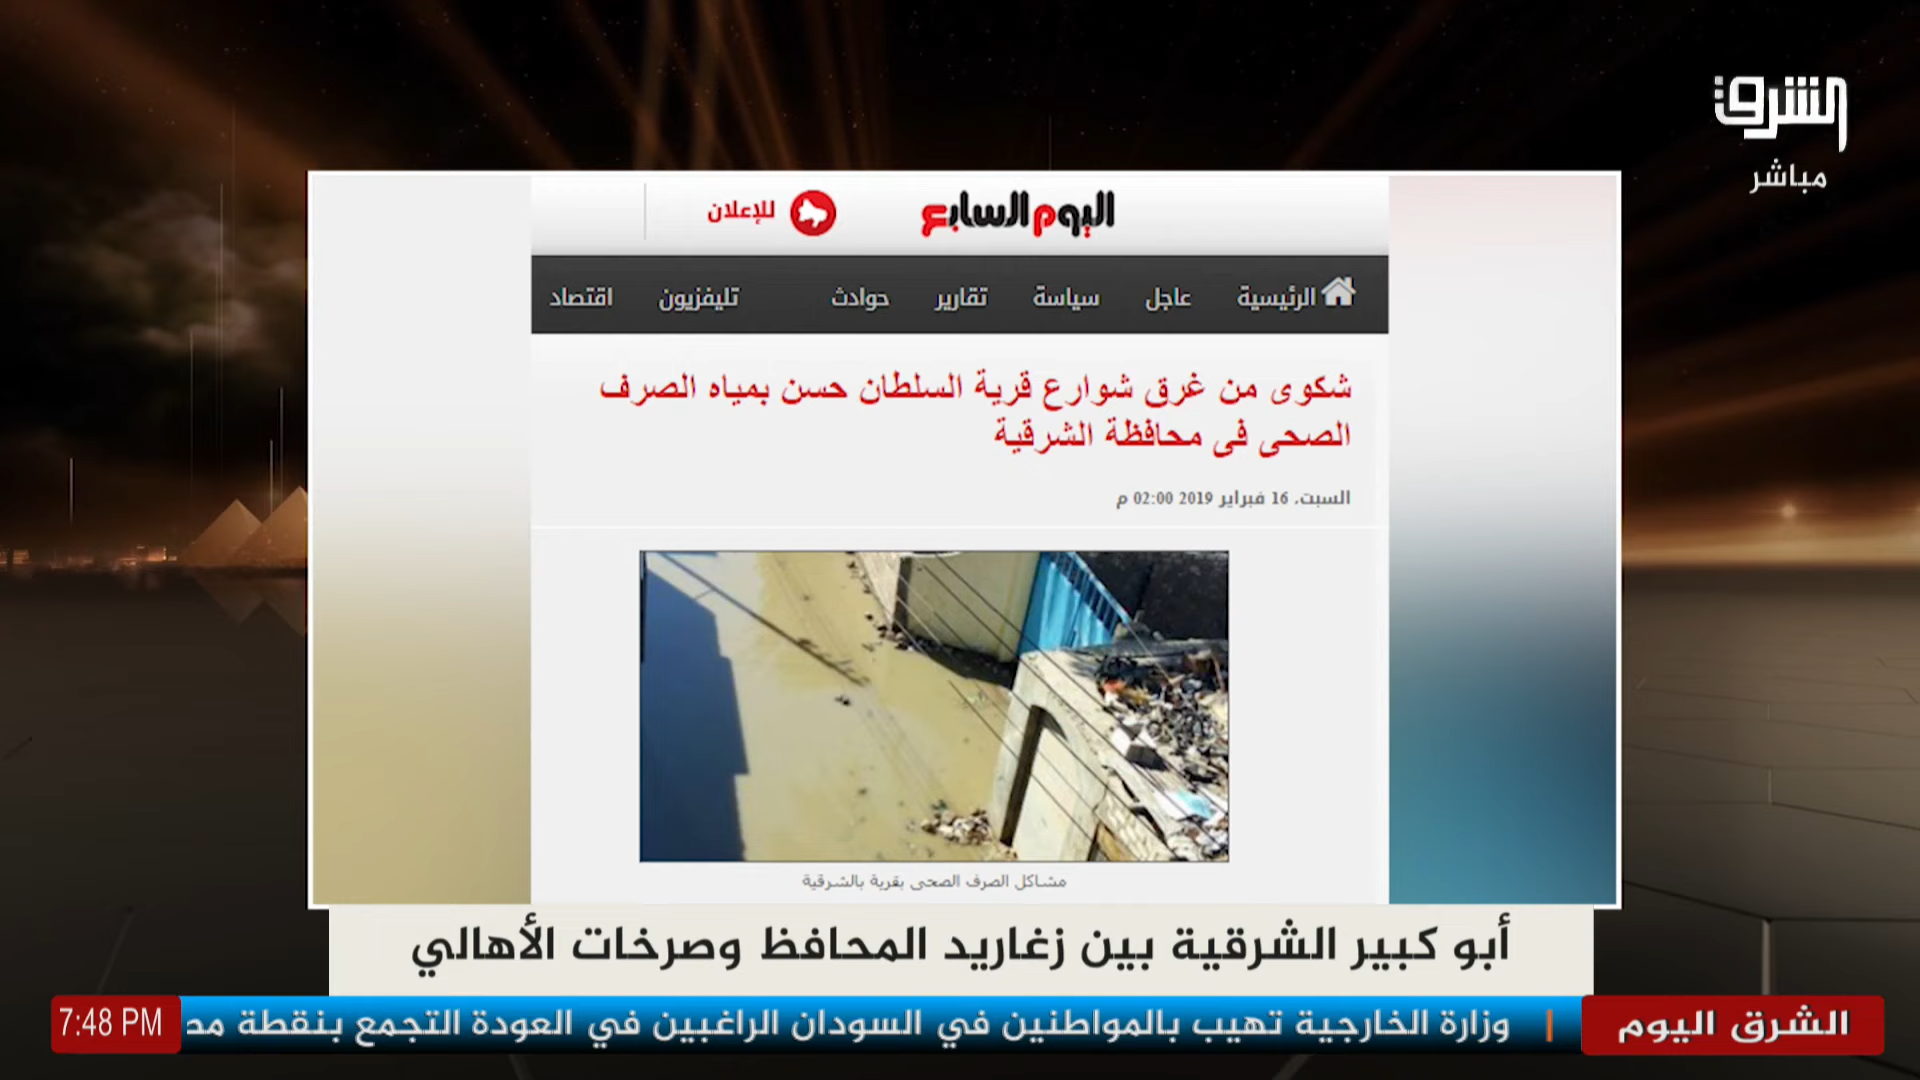 الشرق
مباشر
اليوم السابع
للإعلان
الرئيسية عاجل سياسة تقارير حوادث تليفزيون اقتصاد
شكوى من غرق شوارع قرية السلطان حسن بمياه الصرف
الصحى فى محافظة الشرقية
السبت، 16 فبراير 2019 02:00 م
مشاكل الصرف الصحى بقرية بالشرقية
أبو كبير الشرقية بين زغاريد المحافظ وصرخات الأهالي
الشرق اليوم
وزارة الخارجية تهيب بالمواطنين في السودان الراغبين في العودة التجمع بنقطة
7:48 PM